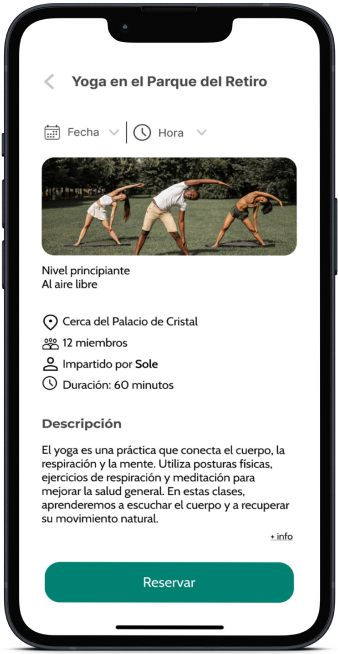 Yoga en el Parque del Retiro
Fecha
Hora
Nivel principiante
Al aire libre
Cerca del Palacio de Cristal
12 miembros
Impartido por Sole
Duración: 60 minutos
Descripción
El yoga es una práctica que conecta el cuerpo, la
respiración y la mente. Utiliza posturas físicas,
ejercicios de respiración y meditación para
mejorar la salud general. En estas clases,
aprenderemos a escuchar el cuerpo y a recuperar
su movimiento natural.
+ info
Reservar